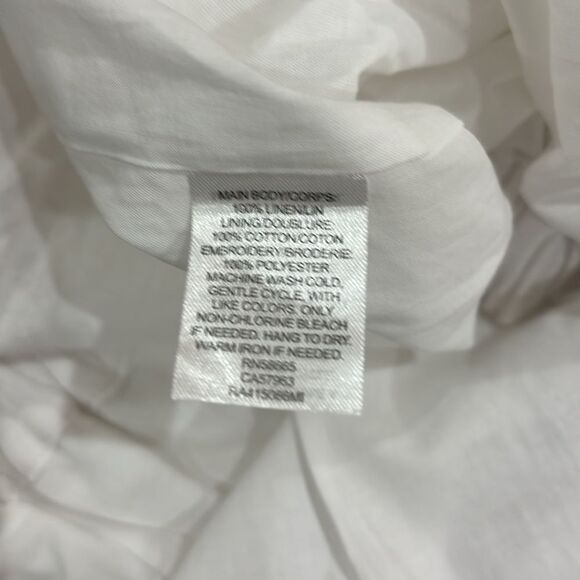 MAIN BODY/CORPS:
100% LINEN/LIN
LINING/DOUBLURE:
100% COTTON/COTON
EMBROIDERY/BRODERIE:
100% POLYESTER
MACHINE WASH COLD,
GENTLE CYCLE, WITH
LIKE COLORS. ONLY
NON-CHLORINE BLEACH
IF NEEDED. HANG TO DRY.
WARM IRON IF NEEDED.
RN58665
CA57963
RA415056MI